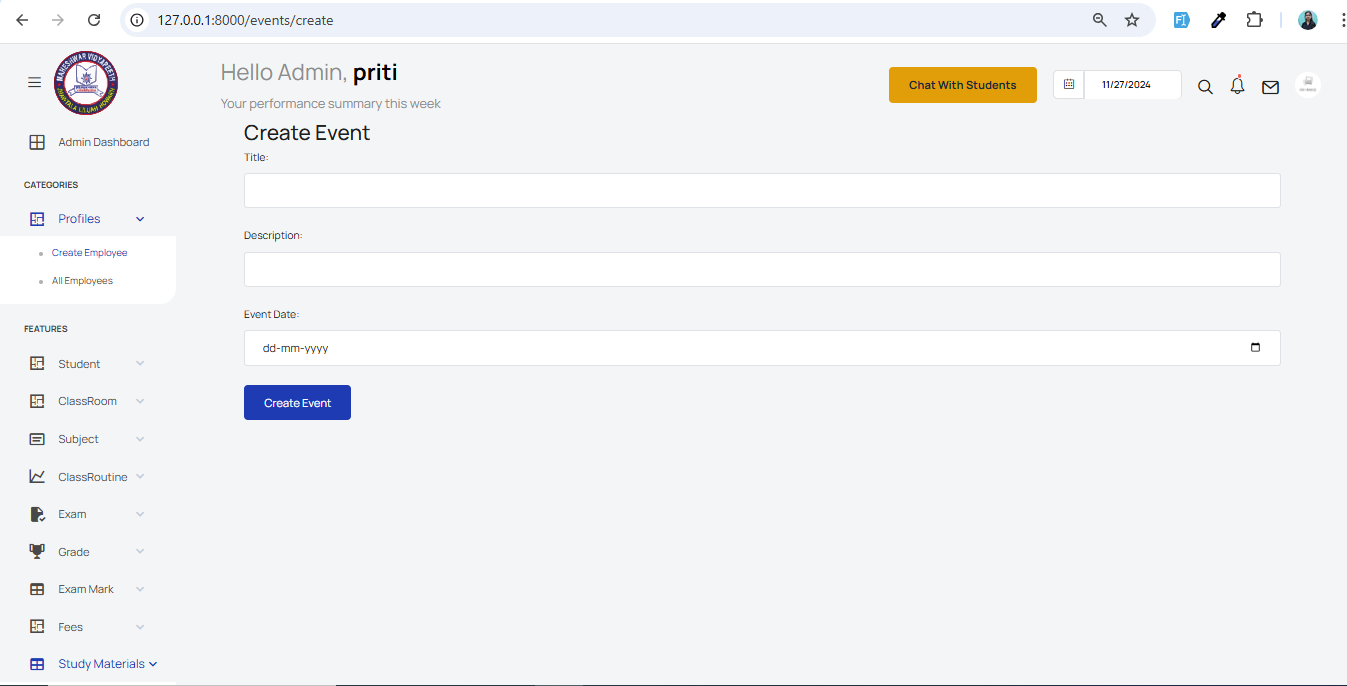 127.0.0.1:8000/events/create
Hello Admin, priti
Your performance summary this week
Chat With Students
11/27/2024
Create Event
Title:
Description:
Event Date:
dd-mm-yyyy
Create Event
Admin Dashboard
CATEGORIES
Profiles
Create Employee
All Employees
FEATURES
Student
ClassRoom
Subject
ClassRoutine
Exam
Grade
Exam Mark
Fees
Study Materials